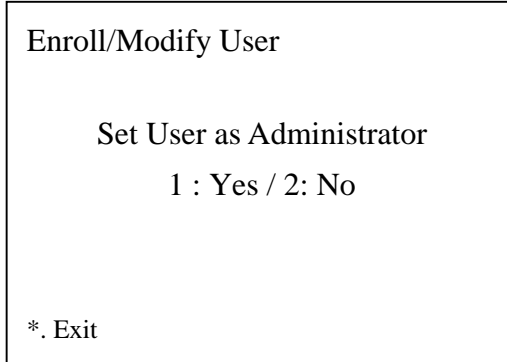 Enroll/Modify User
Set User as Administrator
1 : Yes / 2: No
*. Exit